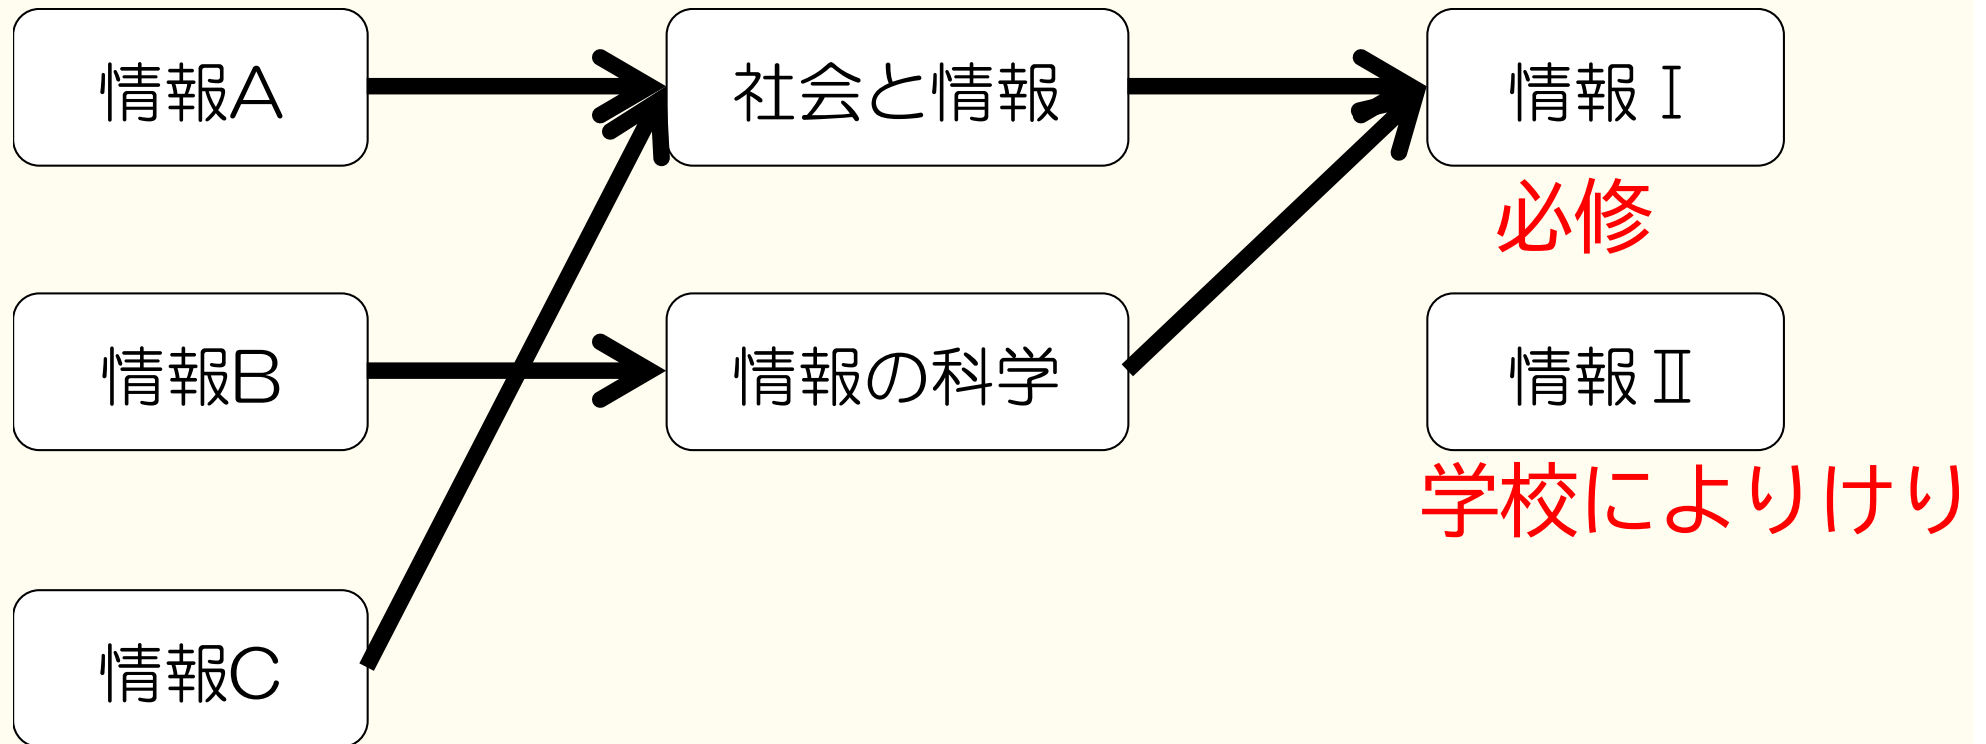 情報A
社会と情報
情報Ⅰ
必修
情報B
情報の科学
情報Ⅱ
学校によりけり
情報C